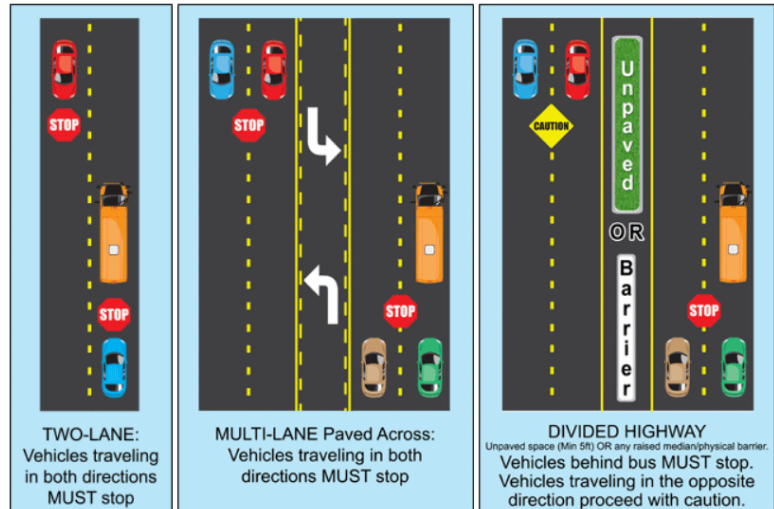 STOP
STOP
TWO-LANE:
Vehicles traveling
in both directions
MUST stop
STOP
STOP
MULTI-LANE Paved Across:
Vehicles traveling in both
directions MUST stop
CAUTION
Unpaved
OR
Barrier
STOP
DIVIDED HIGHWAY
Unpaved space (Min 5ft) OR any raised median/physical barrier.
Vehicles behind bus MUST stop.
Vehicles traveling in the opposite
direction proceed with caution.